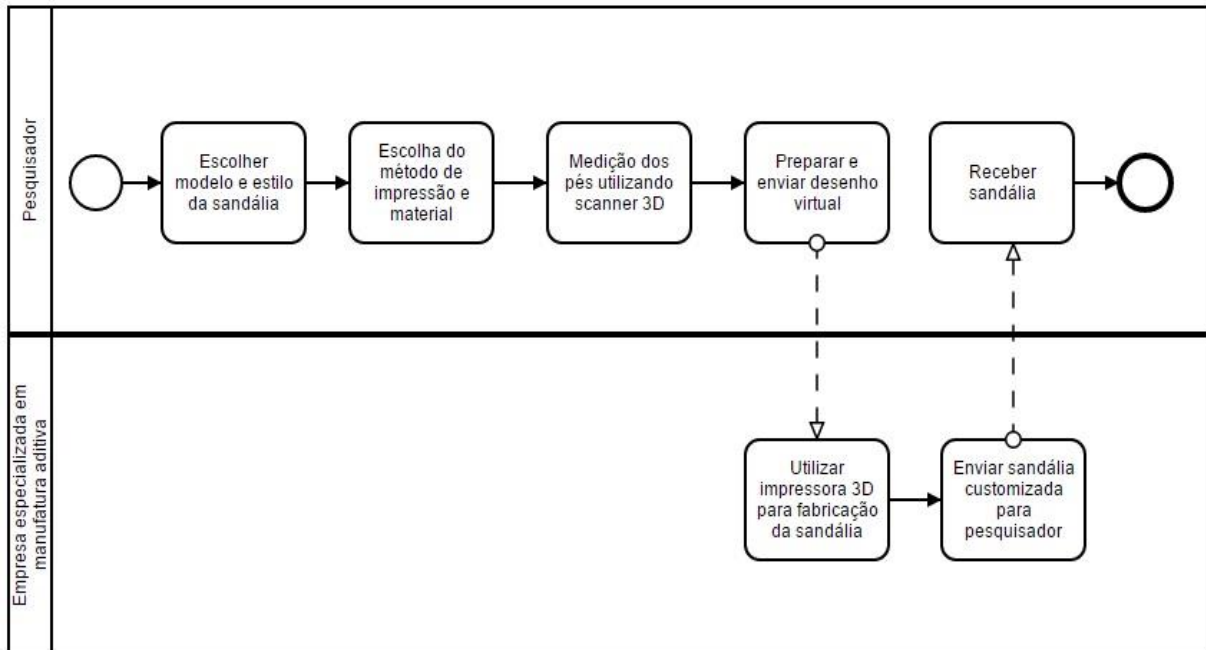 Pesquisador
Escolher
modelo e estilo
da sandália
Escolha do
método de
impressão e
material
Medição dos
pés utilizando
scanner 3D
Preparar e
enviar desenho
virtual
Receber
sandália
Empresa especializada em
manufatura aditiva
Utilizar
impressora 3D
para fabricação
da sandália
Enviar sandália
customizada
para
pesquisador